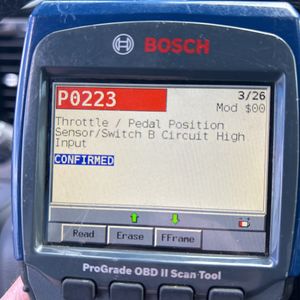 BOSCH
P0223
3/26
Mod $00
Throttle / Pedal Position
Sensor/Switch B Circuit High
Input
CONFIRMED
Read
Erase
FFrame
ProGrade OBD II Scan Tool